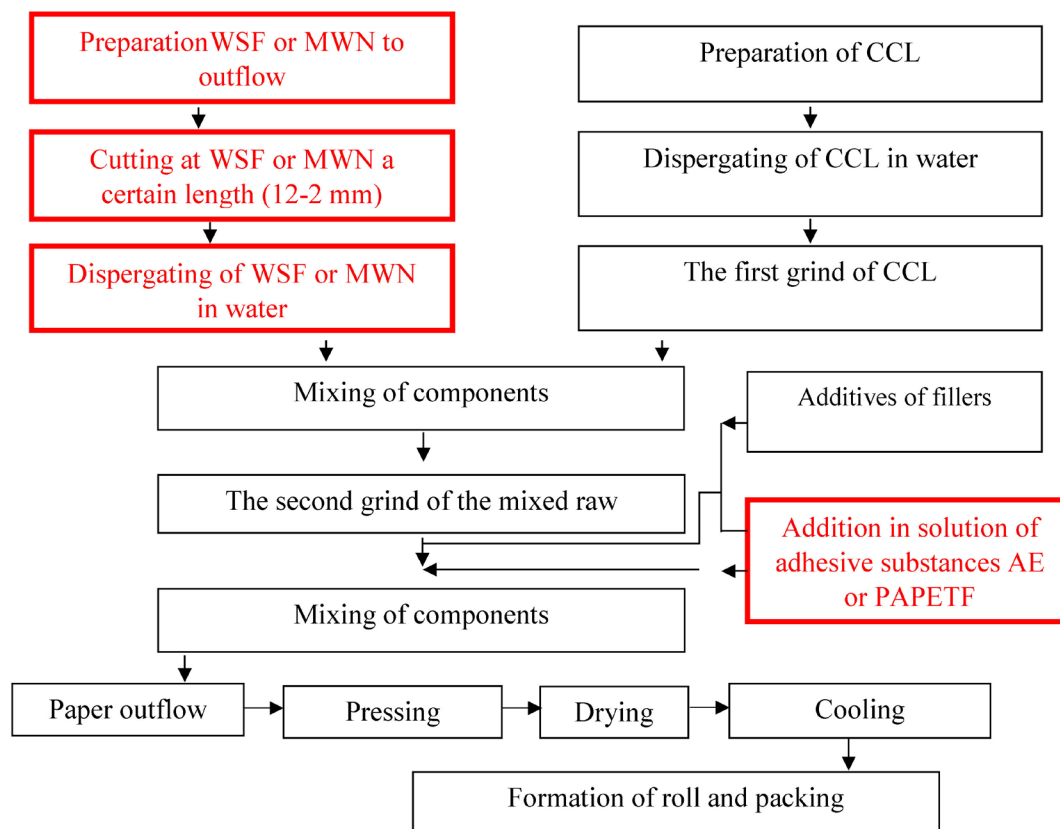 PreparationWSF or MWN to
outflow
Preparation of CCL
Cutting at WSF or MWN a
certain length (12-2 mm)
Dispergating of CCL in water
Dispergating of WSF or MWN
in water
The first grind of CCL
Mixing of components
Additives of fillers
The second grind of the mixed raw
Addition in solution of
adhesive substances AE
or PAPETF
Mixing of components
Paper outflow
Pressing
Drying
Cooling
Formation of roll and packing